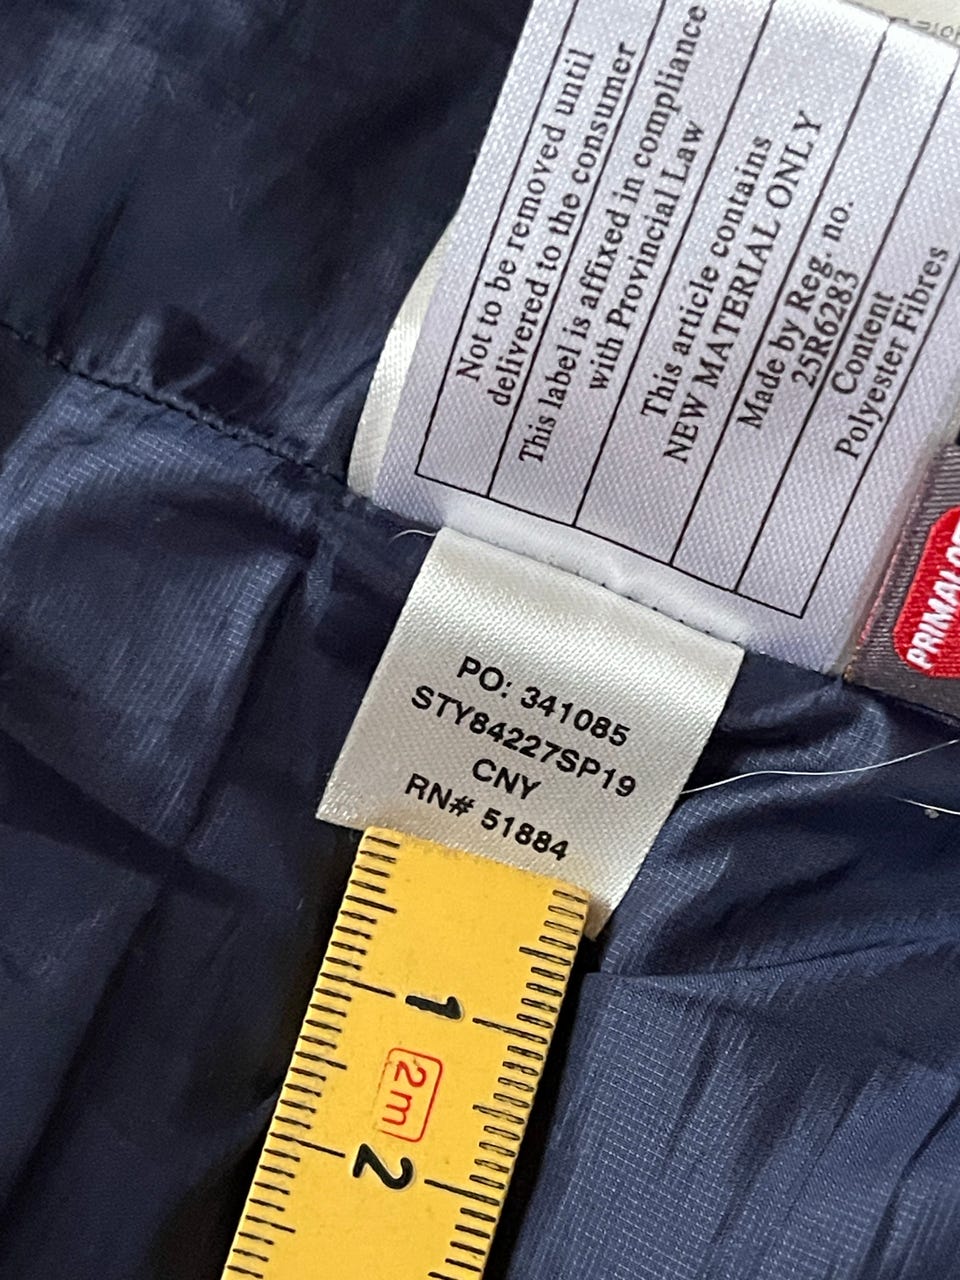 Not to be removed until
delivered to the consumer
This label is affixed in compliance
with Provincial Law
This article contains
NEW MATERIAL ONLY
Made by Reg. no.
25R6283
Content
Polyester Fibres
PO: 341085
STY84227SP19
CNY
RN# 51884
1
2m
2